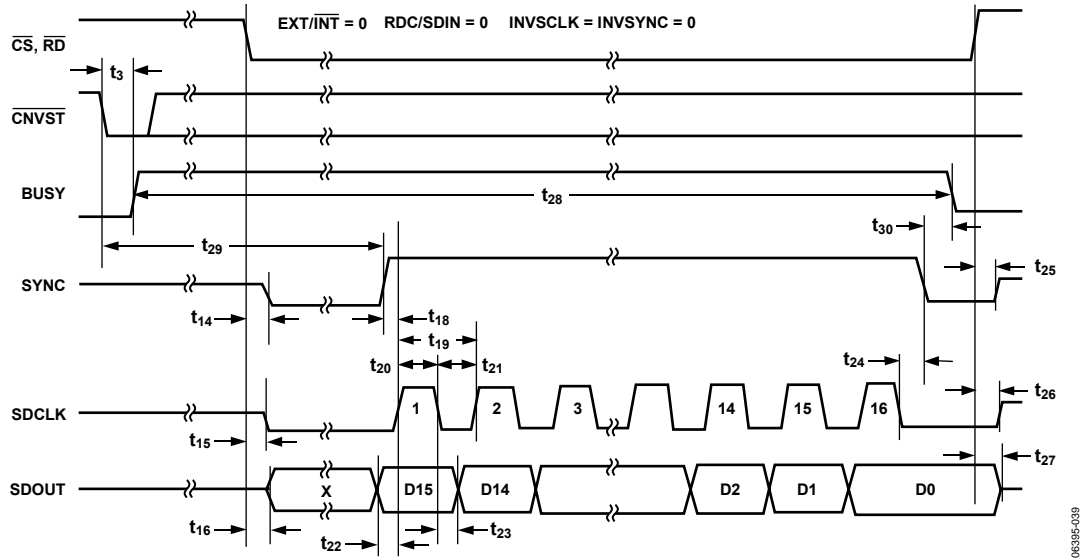 EXT/INT = 0 RDC/SDIN = 0 INVSCLK = INVSYNC = 0
CS, RD
t3
CNVST
BUSY
t28
t30
t29
t25
SYNC
t14
t18
t19
t20
t21
t24
t26
SDCLK
1 2 3 14 15 16
t15
t27
SDOUT
X D15 D14 D2 D1 D0
t16
t22
t23
06395-039